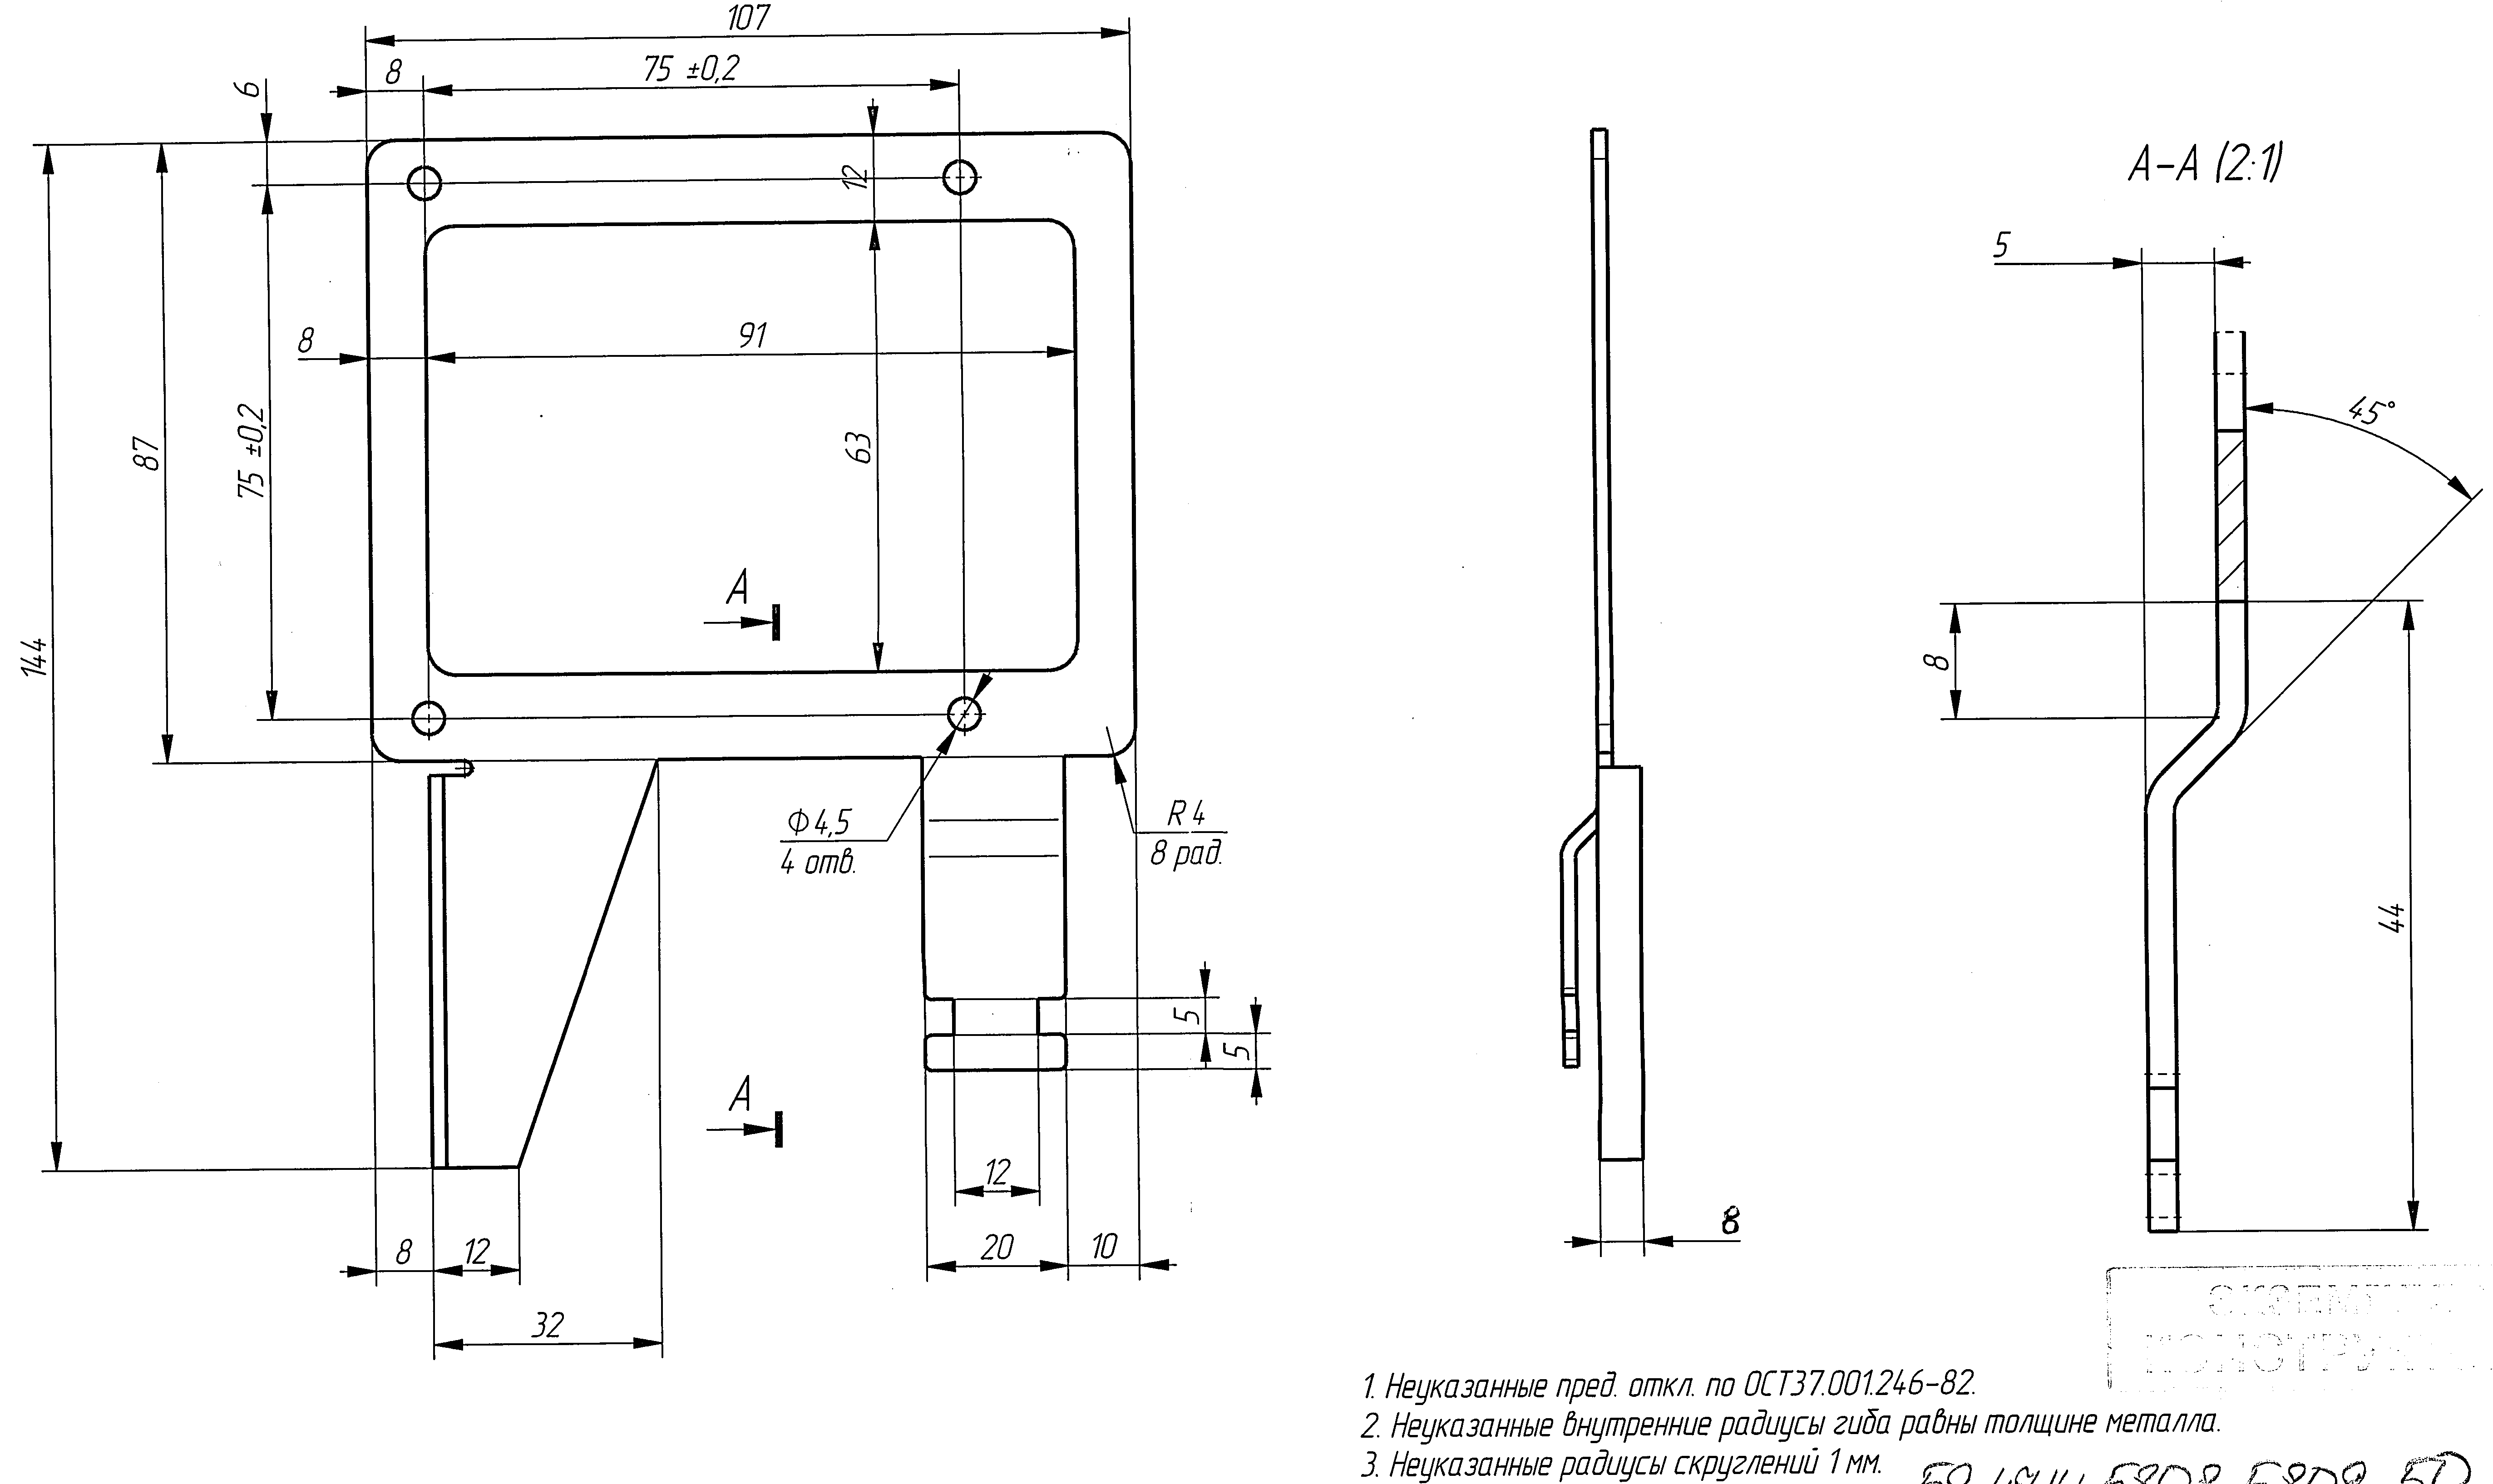 107
8
75 ±0,2
6
12
А-А (2:1)
5
8
91
45°
87
75 ±0,2
63
А
144
8
44
Ф4,5
4 отв.
R 4
8 рад.
5
5
А
12
8
8
12
20
10
32
1. Неуказанные пред. откл. по ОСТ37.001.246-82.
2. Неуказанные внутренние радиусы гиба равны толщине металла.
3. Неуказанные радиусы скруглений 1 мм.